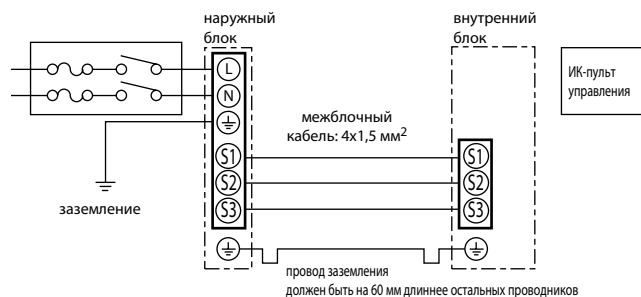 наружный
блок
внутренний
блок
ИК-пульт
управления
L
N
межблочный
кабель: 4x1,5 мм²
S1
S2
S3
S1
S2
S3
заземление
провод заземления
должен быть на 60 мм длиннее остальных проводников